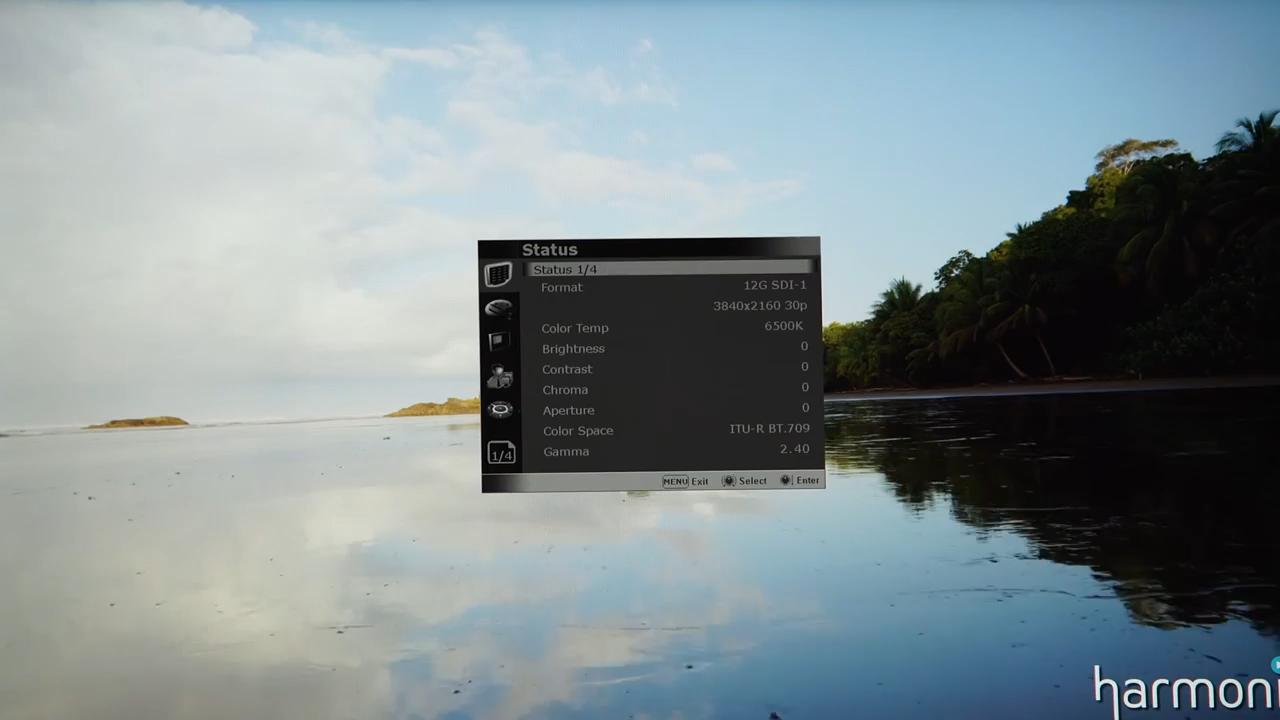 Status
Status 1/4
Format 12G SDI-1
3840x2160 30p
Color Temp 6500K
Brightness 0
Contrast 0
Chroma 0
Aperture 0
Color Space ITU-R BT.709
Gamma 2.40
1/4
MENU Exit Select Enter
harmoni